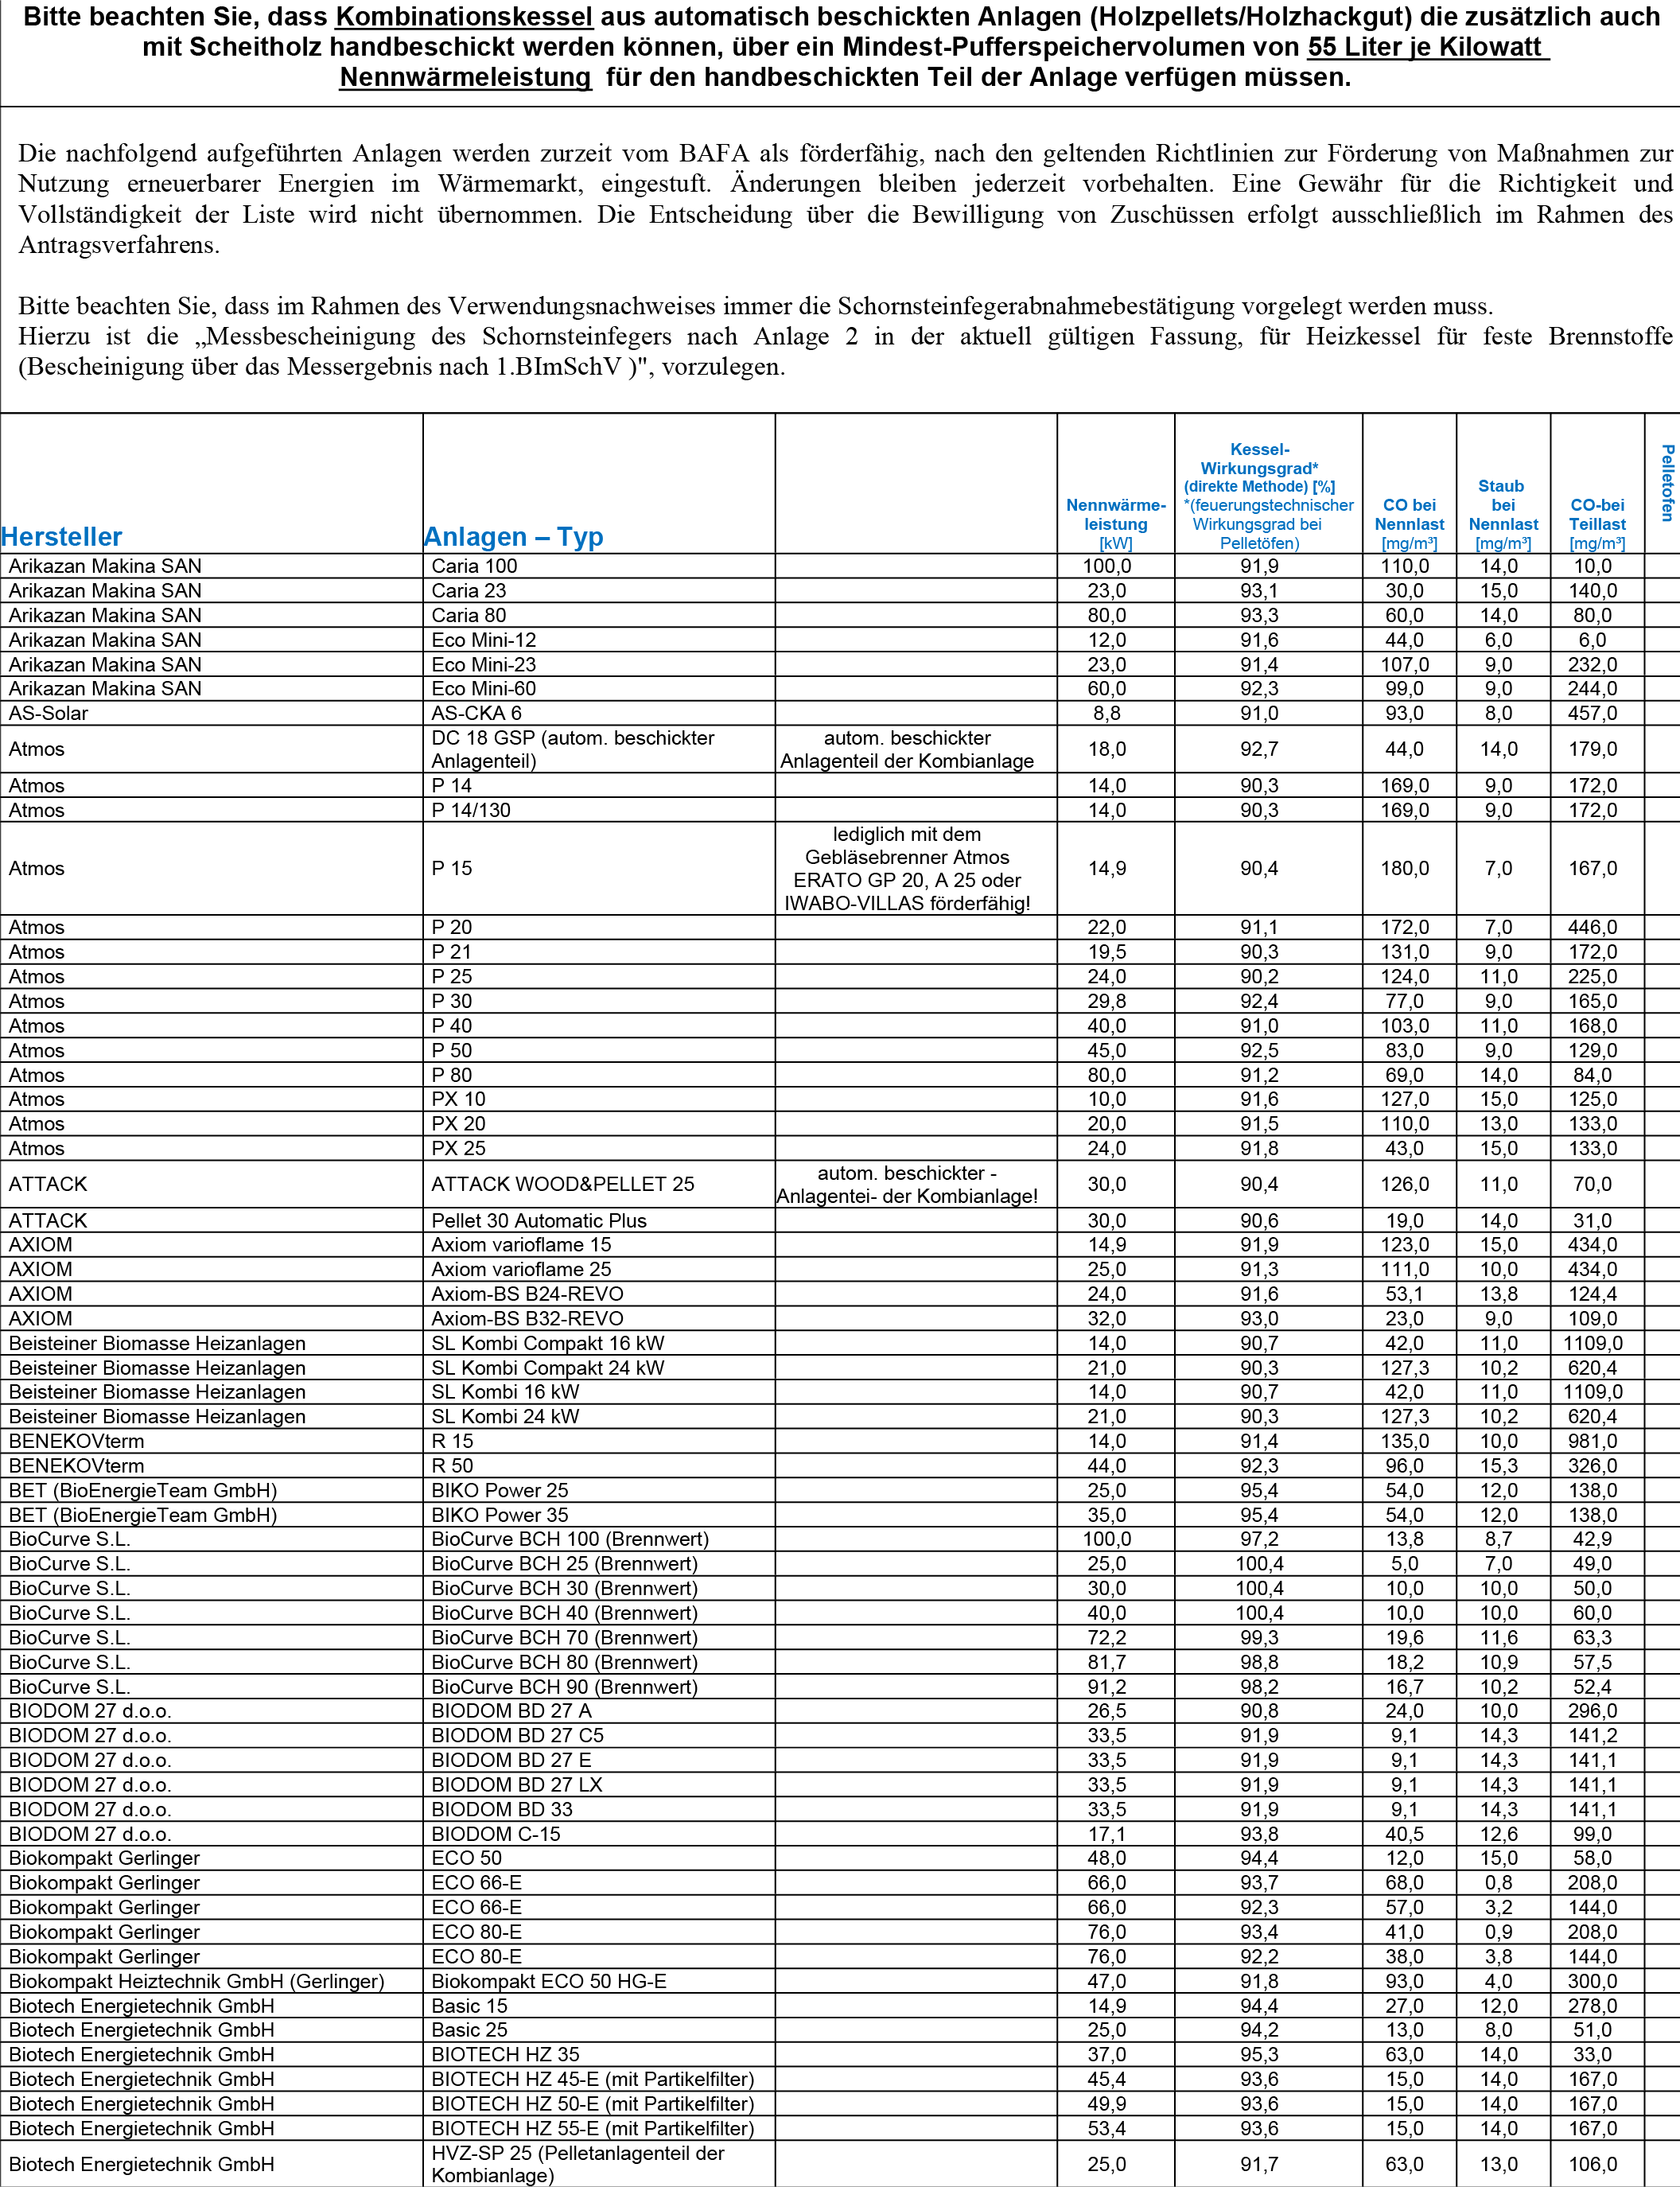 Bitte beachten Sie, dass Kombinationskessel aus automatisch beschickten Anlagen (Holzpellets/Holzhackgut) die zusätzlich auch
mit Scheitholz handbeschickt werden können, über ein Mindest-Pufferspeichervolumen von 55 Liter je Kilowatt
Nennwärmeleistung für den handbeschickten Teil der Anlage verfügen müssen.
Die nachfolgend aufgeführten Anlagen werden zurzeit vom BAFA als förderfähig, nach den geltenden Richtlinien zur Förderung von Maßnahmen zur
Nutzung erneuerbarer Energien im Wärmemarkt, eingestuft. Änderungen bleiben jederzeit vorbehalten. Eine Gewähr für die Richtigkeit und
Vollständigkeit der Liste wird nicht übernommen. Die Entscheidung über die Bewilligung von Zuschüssen erfolgt ausschließlich im Rahmen des
Antragsverfahrens.
Bitte beachten Sie, dass im Rahmen des Verwendungsnachweises immer die Schornsteinfegerabnahmebestätigung vorgelegt werden muss.
Hierzu ist die „Messbescheinigung des Schornsteinfegers nach Anlage 2 in der aktuell gültigen Fassung, für Heizkessel für feste Brennstoffe
(Bescheinigung über das Messergebnis nach 1.BImSchV )", vorzulegen.
Hersteller
Anlagen – Typ
Nennwärme-
leistung
[kW]
Kessel-
Wirkungsgrad*
(direkte Methode) [%]
*(feuerungstechnischer
Wirkungsgrad bei
Pelletöfen)
CO bei
Nennlast
[mg/m³]
Staub
bei
Nennlast
[mg/m³]
CO-bei
Teillast
[mg/m³]
Pelletofen
Arikazan Makina SAN Caria 100 100,0 91,9 110,0 14,0 10,0
Arikazan Makina SAN Caria 23 23,0 93,1 30,0 15,0 140,0
Arikazan Makina SAN Caria 80 80,0 93,3 60,0 14,0 80,0
Arikazan Makina SAN Eco Mini-12 12,0 91,6 44,0 6,0 6,0
Arikazan Makina SAN Eco Mini-23 23,0 91,4 107,0 9,0 232,0
Arikazan Makina SAN Eco Mini-60 60,0 92,3 99,0 9,0 244,0
AS-Solar AS-CKA 6 8,8 91,0 93,0 8,0 457,0
Atmos
DC 18 GSP (autom. beschickter
Anlagenteil)
autom. beschickter
Anlagenteil der Kombianlage
18,0 92,7 44,0 14,0 179,0
Atmos P 14 14,0 90,3 169,0 9,0 172,0
Atmos P 14/130 14,0 90,3 169,0 9,0 172,0
Atmos P 15
lediglich mit dem
Gebläsebrenner Atmos
ERATO GP 20, A 25 oder
IWABO-VILLAS förderfähig!
14,9 90,4 180,0 7,0 167,0
Atmos P 20 22,0 91,1 172,0 7,0 446,0
Atmos P 21 19,5 90,3 131,0 9,0 172,0
Atmos P 25 24,0 90,2 124,0 11,0 225,0
Atmos P 30 29,8 92,4 77,0 9,0 165,0
Atmos P 40 40,0 91,0 103,0 11,0 168,0
Atmos P 50 45,0 92,5 83,0 9,0 129,0
Atmos P 80 80,0 91,2 69,0 14,0 84,0
Atmos PX 10 10,0 91,6 127,0 15,0 125,0
Atmos PX 20 20,0 91,5 110,0 13,0 133,0
Atmos PX 25 24,0 91,8 43,0 15,0 133,0
ATTACK ATTACK WOOD&PELLET 25
autom. beschickter -
Anlagentei- der Kombianlage!
30,0 90,4 126,0 11,0 70,0
ATTACK Pellet 30 Automatic Plus 30,0 90,6 19,0 14,0 31,0
AXIOM Axiom varioflame 15 14,9 91,9 123,0 15,0 434,0
AXIOM Axiom varioflame 25 25,0 91,3 111,0 10,0 434,0
AXIOM Axiom-BS B24-REVO 24,0 91,6 53,1 13,8 124,4
AXIOM Axiom-BS B32-REVO 32,0 93,0 23,0 9,0 109,0
Beisteiner Biomasse Heizanlagen SL Kombi Compakt 16 kW 14,0 90,7 42,0 11,0 1109,0
Beisteiner Biomasse Heizanlagen SL Kombi Compakt 24 kW 21,0 90,3 127,3 10,2 620,4
Beisteiner Biomasse Heizanlagen SL Kombi 16 kW 14,0 90,7 42,0 11,0 1109,0
Beisteiner Biomasse Heizanlagen SL Kombi 24 kW 21,0 90,3 127,3 10,2 620,4
BENEKOVterm R 15 14,0 91,4 135,0 10,0 981,0
BENEKOVterm R 50 44,0 92,3 96,0 15,3 326,0
BET (BioEnergieTeam GmbH) BIKO Power 25 25,0 95,4 54,0 12,0 138,0
BET (BioEnergieTeam GmbH) BIKO Power 35 35,0 95,4 54,0 12,0 138,0
BioCurve S.L. BioCurve BCH 100 (Brennwert) 100,0 97,2 13,8 8,7 42,9
BioCurve S.L. BioCurve BCH 25 (Brennwert) 25,0 100,4 5,0 7,0 49,0
BioCurve S.L. BioCurve BCH 30 (Brennwert) 30,0 100,4 10,0 10,0 50,0
BioCurve S.L. BioCurve BCH 40 (Brennwert) 40,0 100,4 10,0 10,0 60,0
BioCurve S.L. BioCurve BCH 70 (Brennwert) 72,2 99,3 19,6 11,6 63,3
BioCurve S.L. BioCurve BCH 80 (Brennwert) 81,7 98,8 18,2 10,9 57,5
BioCurve S.L. BioCurve BCH 90 (Brennwert) 91,2 98,2 16,7 10,2 52,4
BIODOM 27 d.o.o. BIODOM BD 27 A 26,5 90,8 24,0 10,0 296,0
BIODOM 27 d.o.o. BIODOM BD 27 C5 33,5 91,9 9,1 14,3 141,2
BIODOM 27 d.o.o. BIODOM BD 27 E 33,5 91,9 9,1 14,3 141,1
BIODOM 27 d.o.o. BIODOM BD 27 LX 33,5 91,9 9,1 14,3 141,1
BIODOM 27 d.o.o. BIODOM BD 33 33,5 91,9 9,1 14,3 141,1
BIODOM 27 d.o.o. BIODOM C-15 17,1 93,8 40,5 12,6 99,0
Biokompakt Gerlinger ECO 50 48,0 94,4 12,0 15,0 58,0
Biokompakt Gerlinger ECO 66-E 66,0 93,7 68,0 0,8 208,0
Biokompakt Gerlinger ECO 66-E 66,0 92,3 57,0 3,2 144,0
Biokompakt Gerlinger ECO 80-E 76,0 93,4 41,0 0,9 208,0
Biokompakt Gerlinger ECO 80-E 76,0 92,2 38,0 3,8 144,0
Biokompakt Heiztechnik GmbH (Gerlinger) Biokompakt ECO 50 HG-E 47,0 91,8 93,0 4,0 300,0
Biotech Energietechnik GmbH Basic 15 14,9 94,4 27,0 12,0 278,0
Biotech Energietechnik GmbH Basic 25 25,0 94,2 13,0 8,0 51,0
Biotech Energietechnik GmbH BIOTECH HZ 35 37,0 95,3 63,0 14,0 33,0
Biotech Energietechnik GmbH BIOTECH HZ 45-E (mit Partikelfilter) 45,4 93,6 15,0 14,0 167,0
Biotech Energietechnik GmbH BIOTECH HZ 50-E (mit Partikelfilter) 49,9 93,6 15,0 14,0 167,0
Biotech Energietechnik GmbH BIOTECH HZ 55-E (mit Partikelfilter) 53,4 93,6 15,0 14,0 167,0
Biotech Energietechnik GmbH
HVZ-SP 25 (Pelletanlagenteil der
Kombianlage)
25,0 91,7 63,0 13,0 106,0